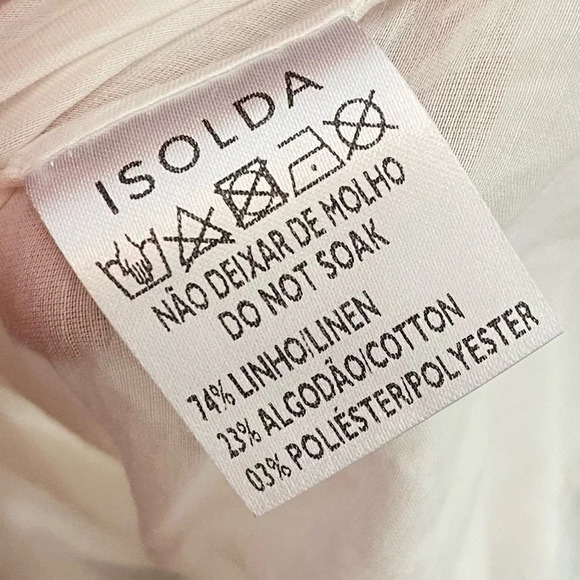 ISOLDA
NÃO DEIXAR DE MOLHO
DO NOT SOAK
74% LINHO/LINEN
23% ALGODÃO/COTTON
03% POLIÉSTER/POLYESTER